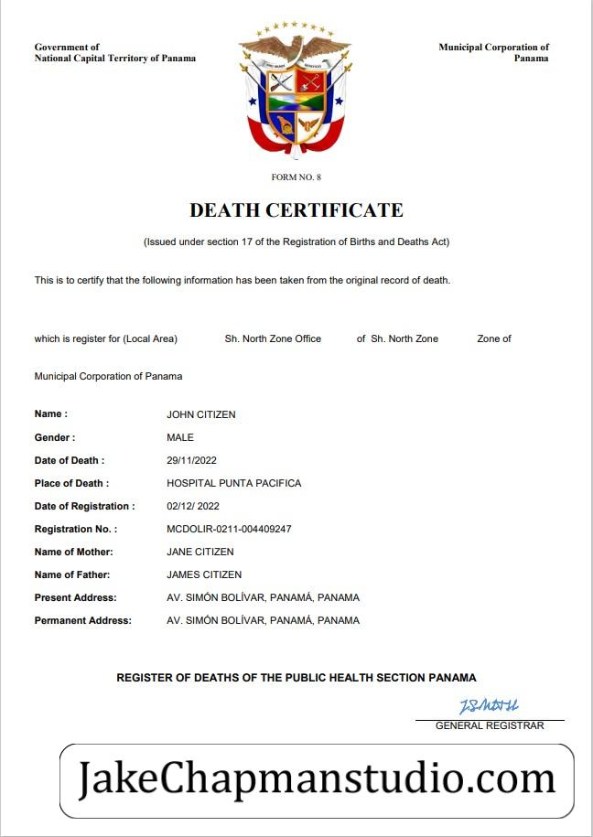 Government of
National Capital Territory of Panama
Municipal Corporation of
Panama
FORM NO. 8
DEATH CERTIFICATE
(Issued under section 17 of the Registration of Births and Deaths Act)
This is to certify that the following information has been taken from the original record of death.
which is register for (Local Area) Sh. North Zone Office of Sh. North Zone Zone of
Municipal Corporation of Panama
Name : JOHN CITIZEN
Gender : MALE
Date of Death : 29/11/2022
Place of Death : HOSPITAL PUNTA PACIFICA
Date of Registration : 02/12/ 2022
Registration No. : MCDOLIR-0211-004409247
Name of Mother: JANE CITIZEN
Name of Father: JAMES CITIZEN
Present Address: AV. SIMÓN BOLÍVAR, PANAMÁ, PANAMA
Permanent Address: AV. SIMÓN BOLÍVAR, PANAMÁ, PANAMA
REGISTER OF DEATHS OF THE PUBLIC HEALTH SECTION PANAMA
GENERAL REGISTRAR
JakeChapmanstudio.com